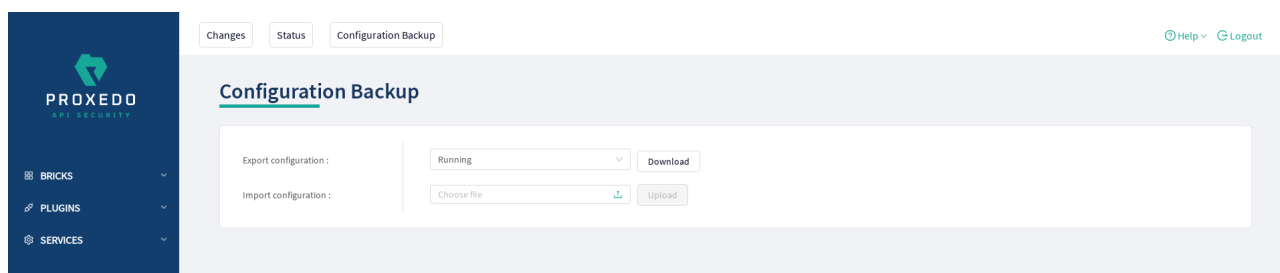 Changes Status Configuration Backup Help Logout
PROXEDO
API SECURITY
Configuration Backup
Export configuration : Running Download
Import configuration : Choose file Upload
BRICKS
PLUGINS
SERVICES